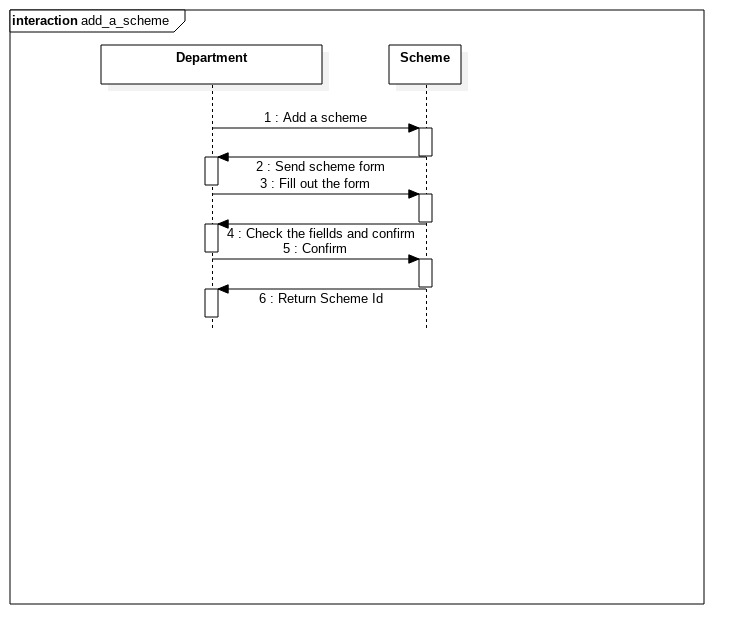 interaction add_a_scheme
Department
Scheme
1 : Add a scheme
2 : Send scheme form
3 : Fill out the form
4 : Check the fiellds and confirm
5 : Confirm
6 : Return Scheme Id